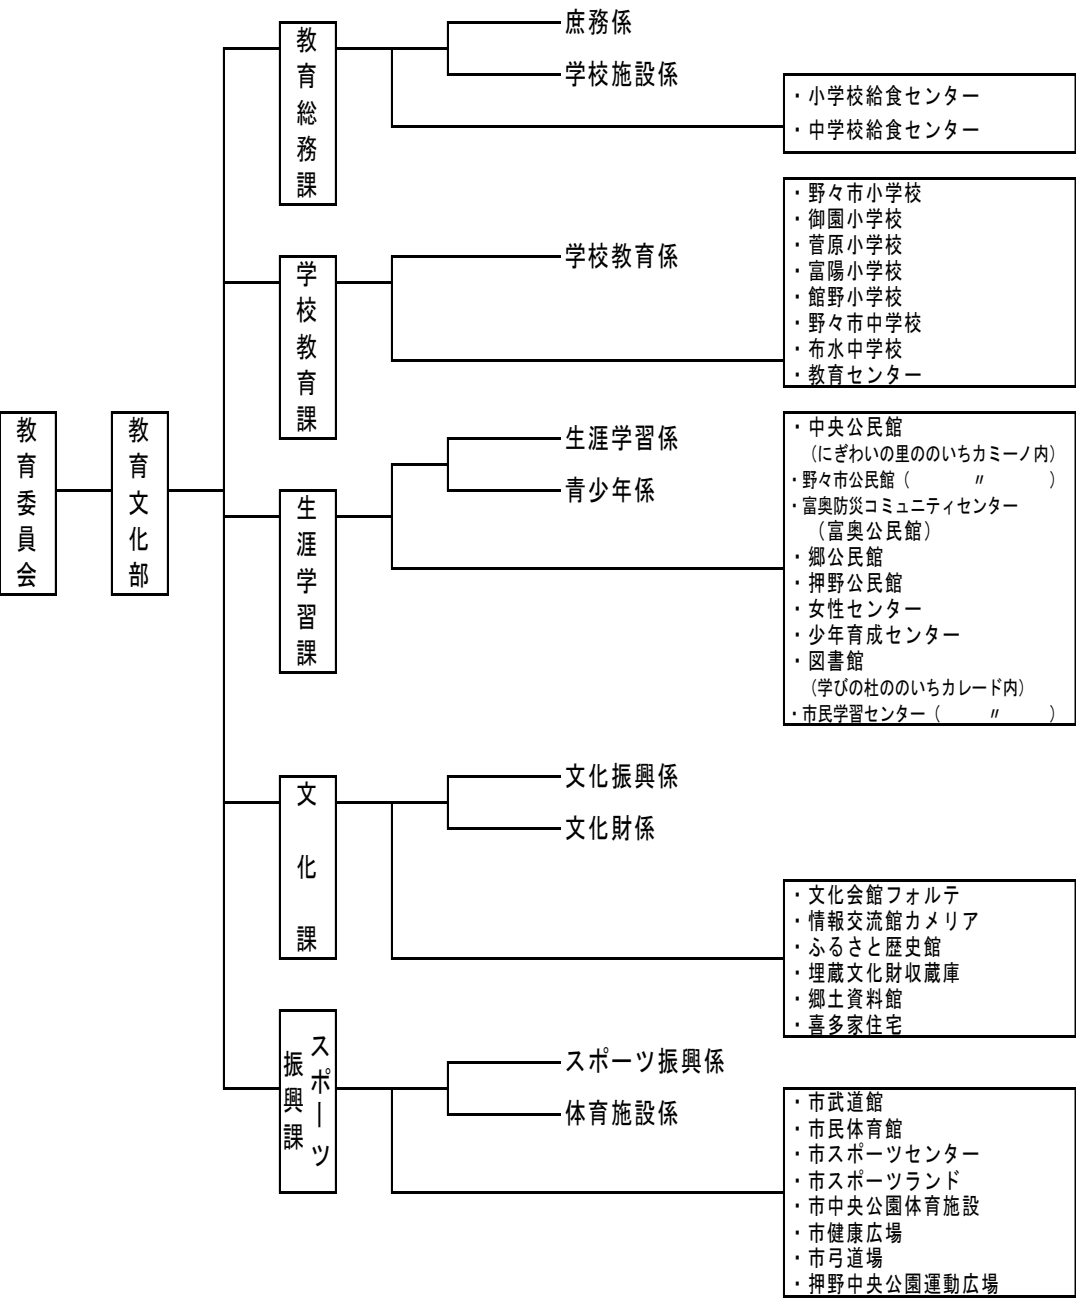 教育委員会
教育文化部
教育総務課
庶務係
学校施設係
・小学校給食センター
・中学校給食センター
学校教育課
学校教育係
・野々市小学校
・御園小学校
・菅原小学校
・富陽小学校
・館野小学校
・野々市中学校
・布水中学校
・教育センター
生涯学習課
生涯学習係
青少年係
・中央公民館
（にぎわいの里ののいちカミーノ内）
・野々市公民館（　　〃　　）
・富奥防災コミュニティセンター
（富奥公民館）
・郷公民館
・押野公民館
・女性センター
・少年育成センター
・図書館
（学びの杜ののいちカレード内）
・市民学習センター（　　〃　　）
文化課
文化振興係
文化財係
・文化会館フォルテ
・情報交流館カメリア
・ふるさと歴史館
・埋蔵文化財収蔵庫
・郷土資料館
・喜多家住宅
スポーツ
振興課
スポーツ振興係
体育施設係
・市武道館
・市民体育館
・市スポーツセンター
・市スポーツランド
・市中央公園体育施設
・市健康広場
・市弓道場
・押野中央公園運動広場